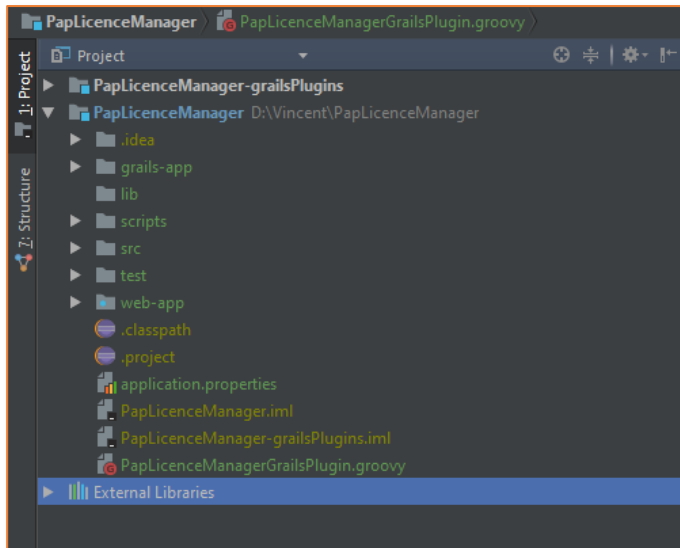 PapLicenceManager PapLicenceManagerGrailsPlugin.groovy
Project
1: Project
7: Structure
PapLicenceManager-grailsPlugins
PapLicenceManager D:\Vincent\PapLicenceManager
.idea
grails-app
lib
scripts
src
test
web-app
.classpath
.project
application.properties
PapLicenceManager.iml
PapLicenceManager-grailsPlugins.iml
PapLicenceManagerGrailsPlugin.groovy
External Libraries